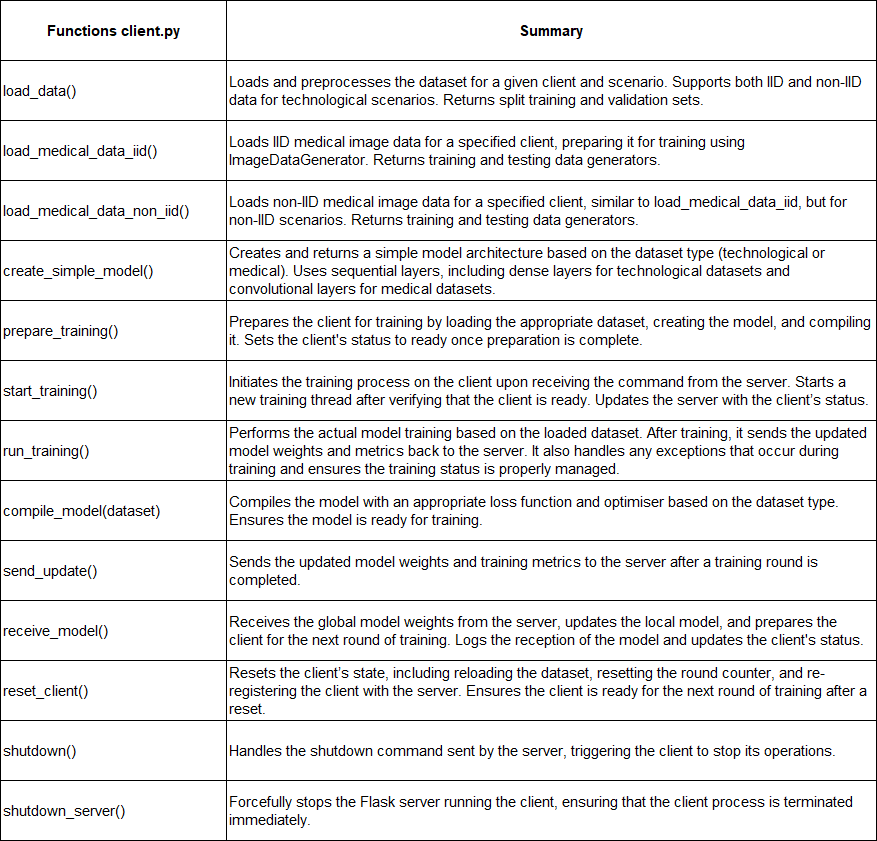 Functions client.py
Summary
load_data()
Loads and preprocesses the dataset for a given client and scenario. Supports both IID and non-IID
data for technological scenarios. Returns split training and validation sets.
load_medical_data_iid()
Loads IID medical image data for a specified client, preparing it for training using
ImageDataGenerator. Returns training and testing data generators.
load_medical_data_non_iid()
Loads non-IID medical image data for a specified client, similar to load_medical_data_iid, but for
non-IID scenarios. Returns training and testing data generators.
create_simple_model()
Creates and returns a simple model architecture based on the dataset type (technological or
medical). Uses sequential layers, including dense layers for technological datasets and
convolutional layers for medical datasets.
prepare_training()
Prepares the client for training by loading the appropriate dataset, creating the model, and compiling
it. Sets the client's status to ready once preparation is complete.
start_training()
Initiates the training process on the client upon receiving the command from the server. Starts a
new training thread after verifying that the client is ready. Updates the server with the client’s status.
run_training()
Performs the actual model training based on the loaded dataset. After training, it sends the updated
model weights and metrics back to the server. It also handles any exceptions that occur during
training and ensures the training status is properly managed.
compile_model(dataset)
Compiles the model with an appropriate loss function and optimiser based on the dataset type.
Ensures the model is ready for training.
send_update()
Sends the updated model weights and training metrics to the server after a training round is
completed.
receive_model()
Receives the global model weights from the server, updates the local model, and prepares the
client for the next round of training. Logs the reception of the model and updates the client's status.
reset_client()
Resets the client’s state, including reloading the dataset, resetting the round counter, and re-
registering the client with the server. Ensures the client is ready for the next round of training after a
reset.
shutdown()
Handles the shutdown command sent by the server, triggering the client to stop its operations.
shutdown_server()
Forcefully stops the Flask server running the client, ensuring that the client process is terminated
immediately.